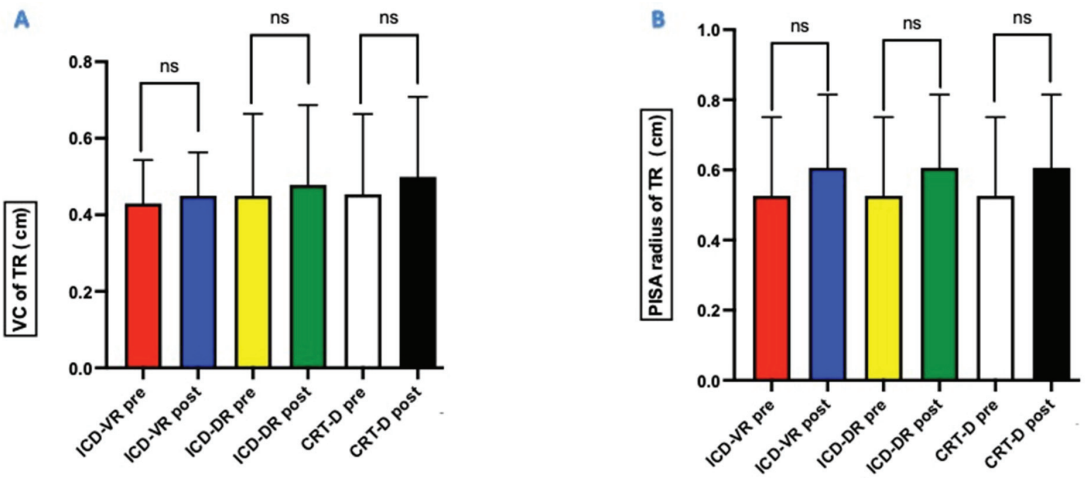 A
ns
ns
ns
0.8
0.6
0.4
0.2
0.0
VC of TR ( cm)
ICD-VR pre
ICD-VR post
ICD-DR pre
ICD-DR post
CRT-D pre
CRT-D post
B
ns
ns
ns
1.0
0.8
0.6
0.4
0.2
0.0
PISA radius of TR ( cm)
ICD-VR pre
ICD-VR post
ICD-DR pre
ICD-DR post
CRT-D pre
CRT-D post